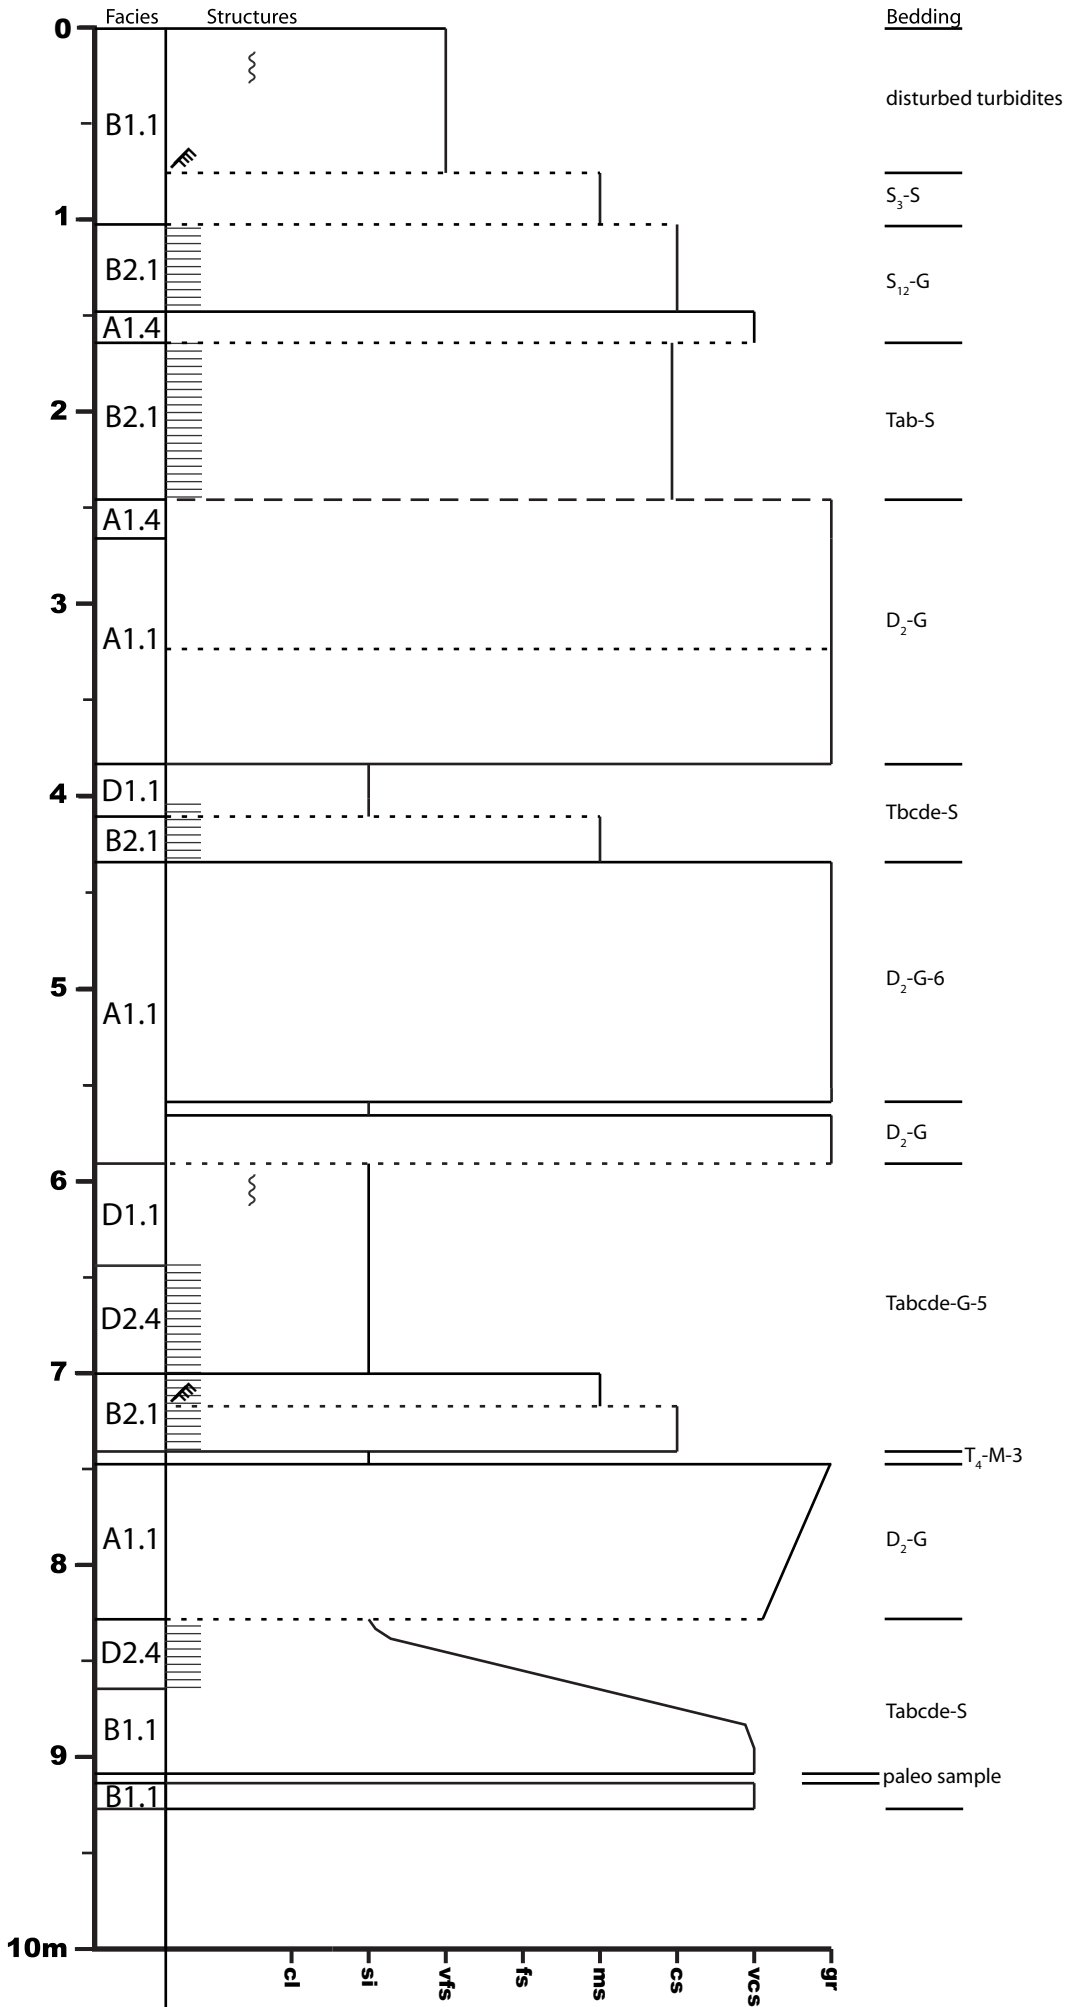 Facies Structures Bedding
0
disturbed turbidites
B1.1
S3-S
1
B2.1
S12-G
A1.4
2
B2.1
Tab-S
A1.4
3
D2-G
A1.1
4
D1.1
Tbcde-S
B2.1
D2-G-6
5
A1.1
D2-G
6
D1.1
Tabcde-G-5
D2.4
7
B2.1
T4-M-3
A1.1
D2-G
8
D2.4
Tabcde-S
B1.1
9
paleo sample
B1.1
10m
cl si vfs fs ms cs vcs gr